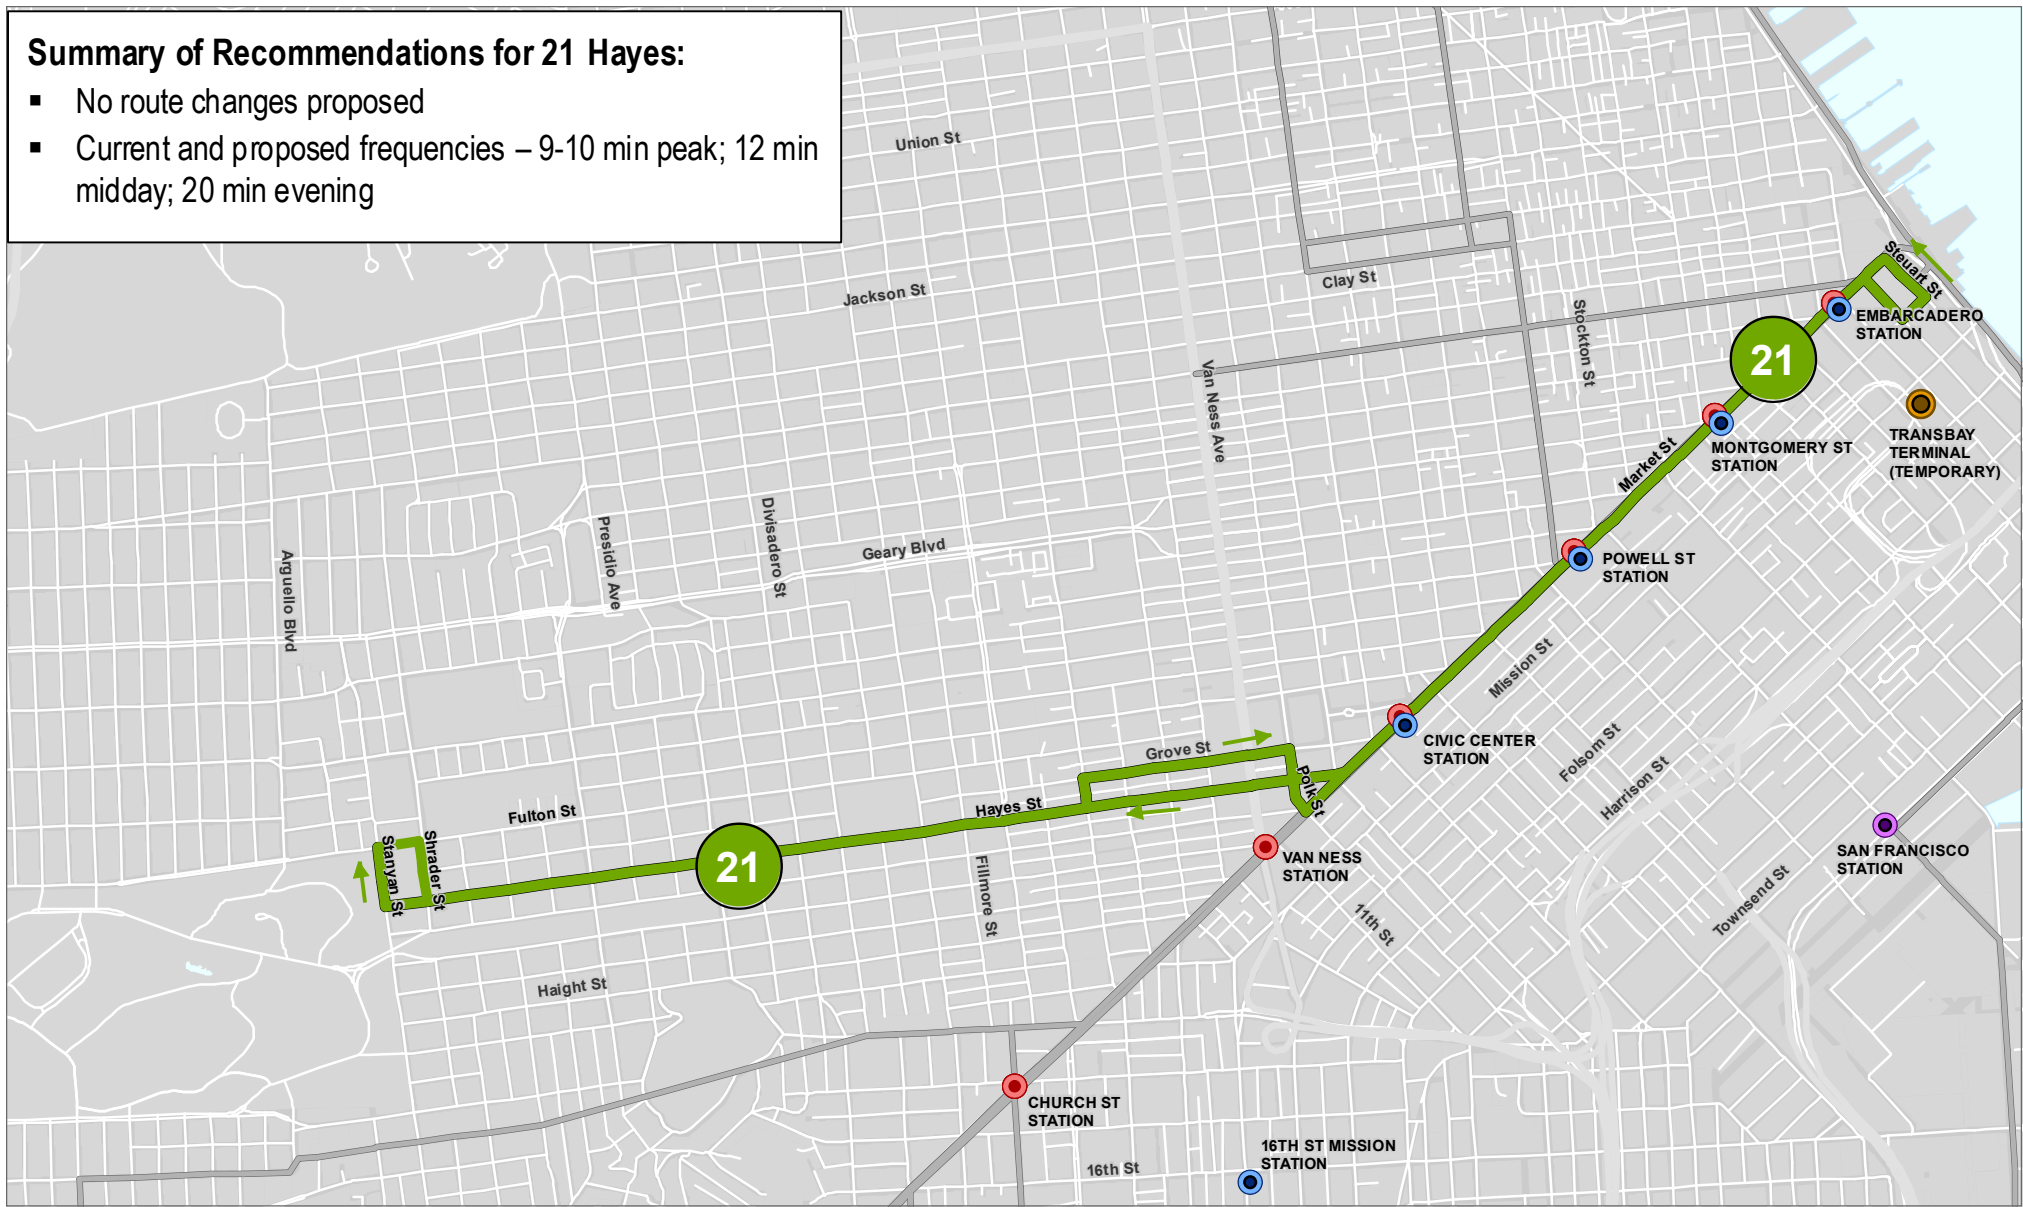 Summary of Recommendations for 21 Hayes:
▪ No route changes proposed
▪ Current and proposed frequencies – 9-10 min peak; 12 min
midday; 20 min evening
Union St
Jackson St
Clay St
Stockton St
Steuart St
EMBARCADERO
STATION
21
Van Ness Ave
TRANSBAY
TERMINAL
(TEMPORARY)
Market St
MONTGOMERY ST
STATION
Arguello Blvd
Presidio Ave
Divisadero St
Geary Blvd
POWELL ST
STATION
Mission St
Folsom St
Harrison St
CIVIC CENTER
STATION
Grove St
Polk St
Hayes St
Fulton St
Stanyan St
Shrader St
21
Fillmore St
VAN NESS
STATION
11th St
Townsend St
SAN FRANCISCO
STATION
Haight St
CHURCH ST
STATION
16th St
16TH ST MISSION
STATION